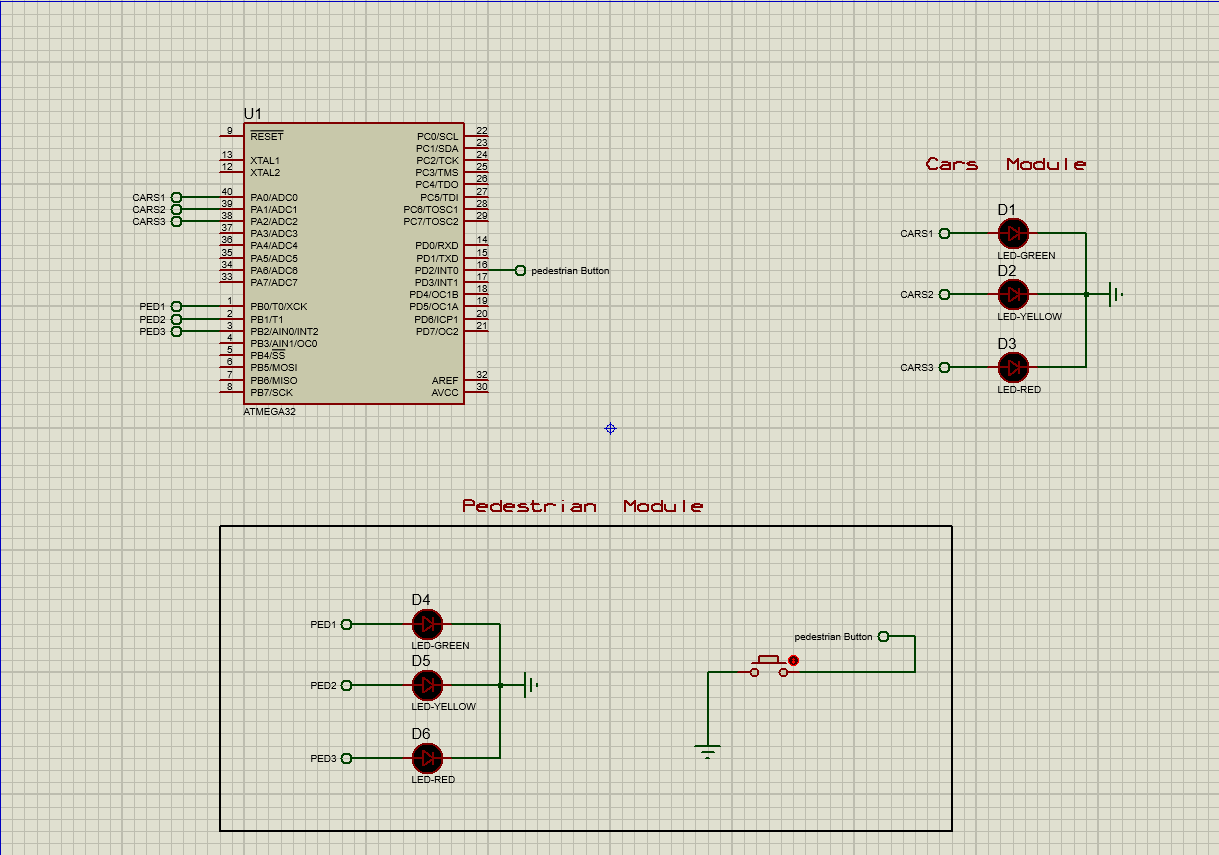 U1
9 RESET
13 XTAL1
12 XTAL2
CARS1 40 PA0/ADC0
CARS2 39 PA1/ADC1
CARS3 38 PA2/ADC2
37 PA3/ADC3
36 PA4/ADC4
35 PA5/ADC5
34 PA6/ADC6
33 PA7/ADC7
PED1 1 PB0/T0/XCK
PED2 2 PB1/T1
PED3 3 PB2/AIN0/INT2
4 PB3/AIN1/OC0
5 PB4/SS
6 PB5/MOSI
7 PB6/MISO
8 PB7/SCK
PC0/SCL 22
PC1/SDA 23
PC2/TCK 24
PC3/TMS 25
PC4/TDO 26
PC5/TDI 27
PC6/TOSC1 28
PC7/TOSC2 29
PD0/RXD 14
PD1/TXD 15
PD2/INT0 16 pedestrian Button
PD3/INT1 17
PD4/OC1B 18
PD5/OC1A 19
PD6/ICP1 20
PD7/OC2 21
AREF 32
AVCC 30
ATMEGA32
Cars Module
D1
CARS1
LED-GREEN
D2
CARS2
LED-YELLOW
D3
CARS3
LED-RED
Pedestrian Module
D4
PED1
LED-GREEN
D5
PED2
LED-YELLOW
D6
PED3
LED-RED
pedestrian Button